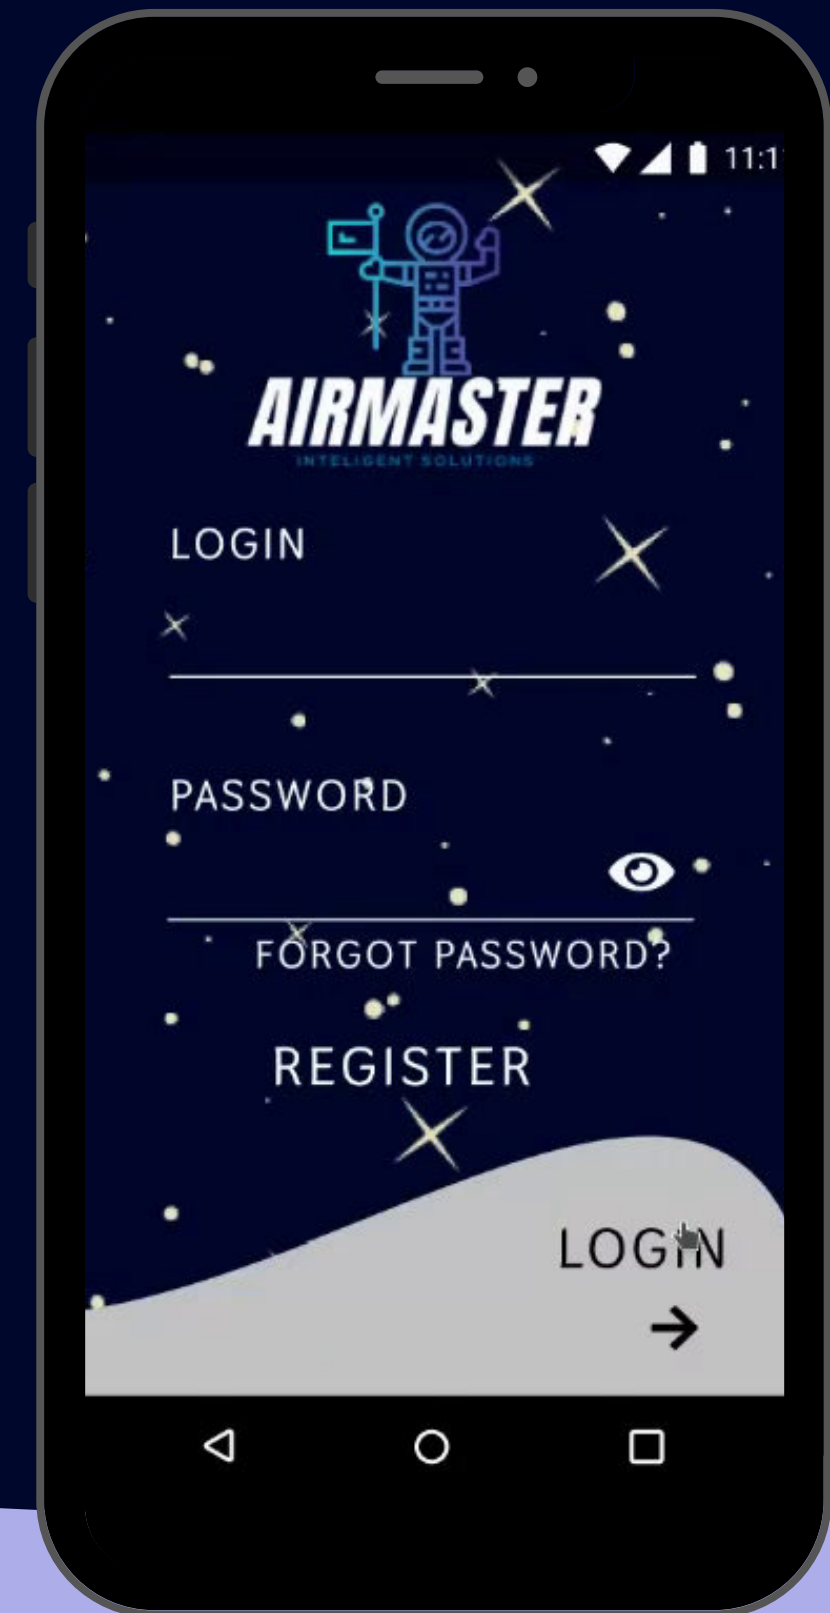 11:1
AIRMASTER
INTELIGENT SOLUTIONS
LOGIN
PASSWORD
FORGOT PASSWORD?
REGISTER
LOGIN